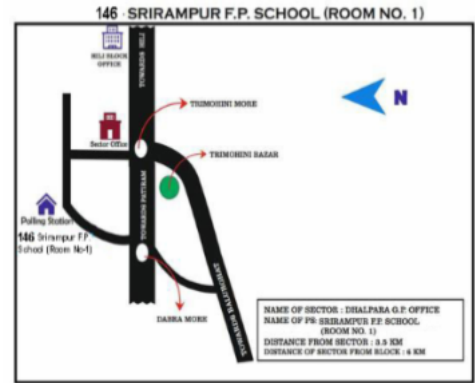 146 - SRIRAMPUR F.P. SCHOOL (ROOM NO. 1)
HILI BLOCK
OFFICE
TOWARDS HILI
TRIMOHINI MORE
N
Sector Office
TRIMOHINI BAZAR
TOWARDS PATIRAM
Polling Station
146 Srirampur F.P.
School (Room No-1)
TOWARDS BALURGHAT
DABRA MORE
NAME OF SECTOR : DHALPARA G.P. OFFICE
NAME OF PS: SRIRAMPUR F.P. SCHOOL
(ROOM NO. 1)
DISTANCE FROM SECTOR : 3.5 KM
DISTANCE OF SECTOR FROM BLOCK : 6 KM